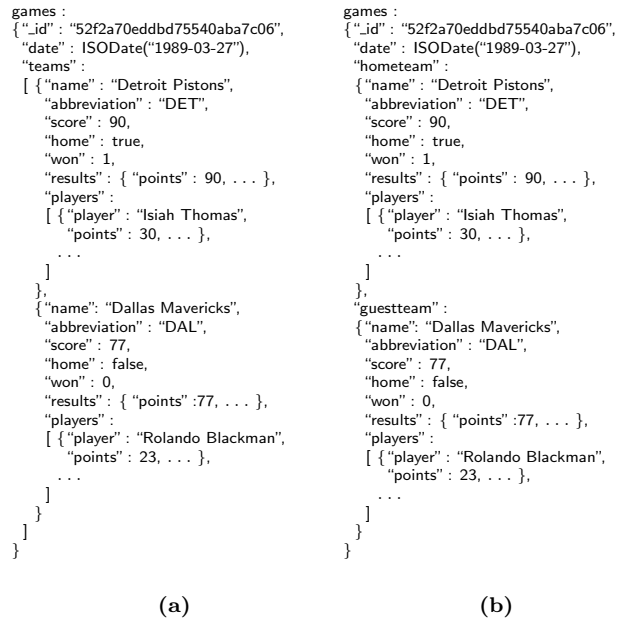 games :
{ “_id” : “52f2a70eddbd75540aba7c06”,
“date” : ISODate(“1989-03-27”),
“teams” :
[ { “name” : “Detroit Pistons”,
“abbreviation” : “DET”,
“score” : 90,
“home” : true,
“won” : 1,
“results” : { “points” : 90, . . . },
“players” :
[ { “player” : “Isiah Thomas”,
“points” : 30, . . . },
. . .
]
},
{ “name”: “Dallas Mavericks”,
“abbreviation” : “DAL”,
“score” : 77,
“home” : false,
“won” : 0,
“results” : { “points” :77, . . . },
“players” :
[ { “player” : “Rolando Blackman”,
“points” : 23, . . . },
. . .
]
}
]
}
(a)
games :
{ “_id” : “52f2a70eddbd75540aba7c06”,
“date” : ISODate(“1989-03-27”),
“hometeam” :
{ “name” : “Detroit Pistons”,
“abbreviation” : “DET”,
“score” : 90,
“home” : true,
“won” : 1,
“results” : { “points” : 90, . . . },
“players” :
[ { “player” : “Isiah Thomas”,
“points” : 30, . . . },
. . .
]
},
“guestteam” :
{ “name”: “Dallas Mavericks”,
“abbreviation” : “DAL”,
“score” : 77,
“home” : false,
“won” : 0,
“results” : { “points” :77, . . . },
“players” :
[ { “player” : “Rolando Blackman”,
“points” : 23, . . . },
. . .
]
}
}
(b)